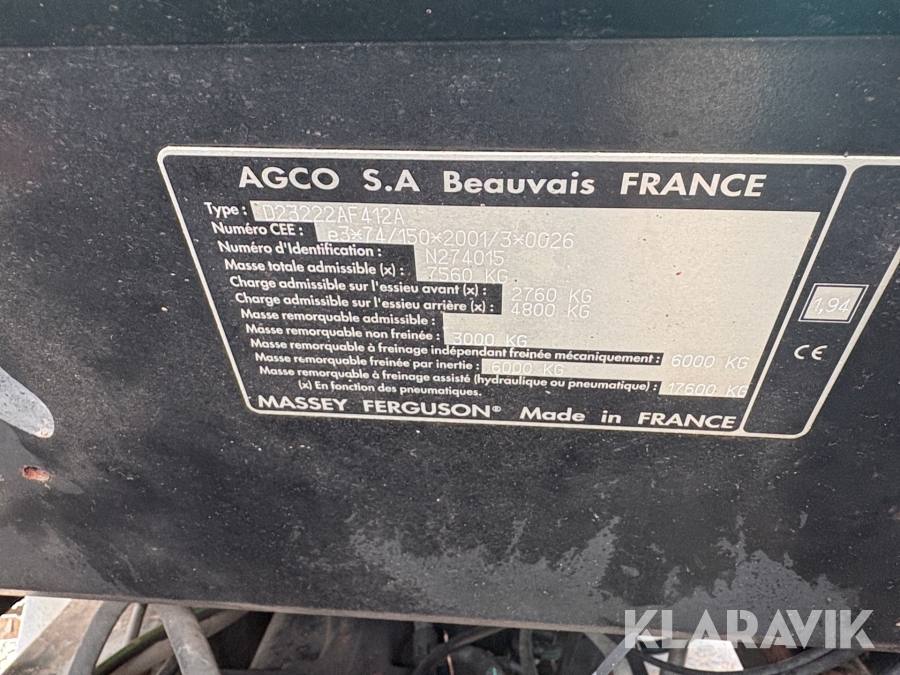 AGCO S.A Beauvais FRANCE
Type : D23222AF412A
Numéro CEE : e3*74/150*2001/3*0026
Numéro d'Identification : N274015
Masse totale admissible (x) : 7560 KG
Charge admissible sur l'essieu avant (x) : 2760 KG
Charge admissible sur l'essieu arrière (x) : 4800 KG
Masse remorquable admissible :
Masse remorquable non freinée : 3000 KG
Masse remorquable à freinage indépendant freinée mécaniquement : 6000 KG
Masse remorquable freinée par inertie : 6000 KG
Masse remorquable à freinage assisté (hydraulique ou pneumatique) : 17600 KG
(x) En fonction des pneumatiques.
MASSEY FERGUSON® Made in FRANCE
1,94
CE
KLARAVIK